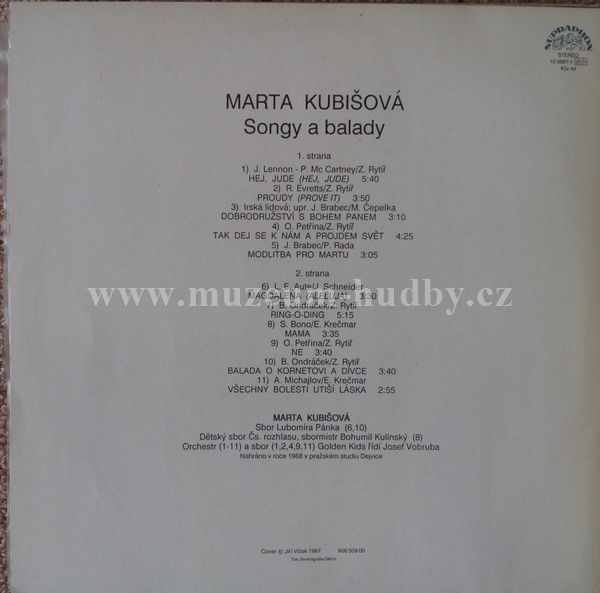 SUPRAPHON
STEREO
10 0587-1
Kčs 44
MARTA KUBIŠOVÁ
Songy a balady
1. strana
1) J. Lennon - P. Mc Cartney/Z. Rytíř
HEJ, JUDE (HEJ, JUDE) 5:40
2) R. Evretts/Z. Rytíř
PROUDY (PROVE IT) 3:50
3) Irská lidová; upr. J. Brabec/M. Čepelka
DOBRODRUŽSTVÍ S BOHEM PANEM 3:10
4) O. Petřina/Z. Rytíř
TAK DEJ SE K NÁM A PROJDEM SVĚT 4:25
5) J. Brabec/P. Rada
MODLITBA PRO MARTU 3:05
2. strana
6) L. E. Aute/J. Schneider
MAGDALENA (ALELUJA) 3:30
www.muzeumhudby.cz
7) B. Ondráček/Z. Rytíř
RING-O-DING 5:15
8) S. Bono/E. Krečmar
MAMA 3:35
9) O. Petřina/Z. Rytíř
NE 3:40
10) B. Ondráček/Z. Rytíř
BALADA O KORNETOVI A DÍVCE 3:40
11) A. Michajlov/E. Krečmar
VŠECHNY BOLESTI UTIŠÍ LÁSKA 2:55
MARTA KUBIŠOVÁ
Sbor Lubomíra Pánka (6,10)
Dětský sbor Čs. rozhlasu, sbormistr Bohumil Kulínský (8)
Orchestr (1-11) a sbor (1,2,4,9,11) Golden Kids řídí Josef Vobruba
Nahráno v roce 1968 v pražském studiu Dejvice
Cover © Jiří Vlček 1987 906 509 00
Tisk Severografia Děčín